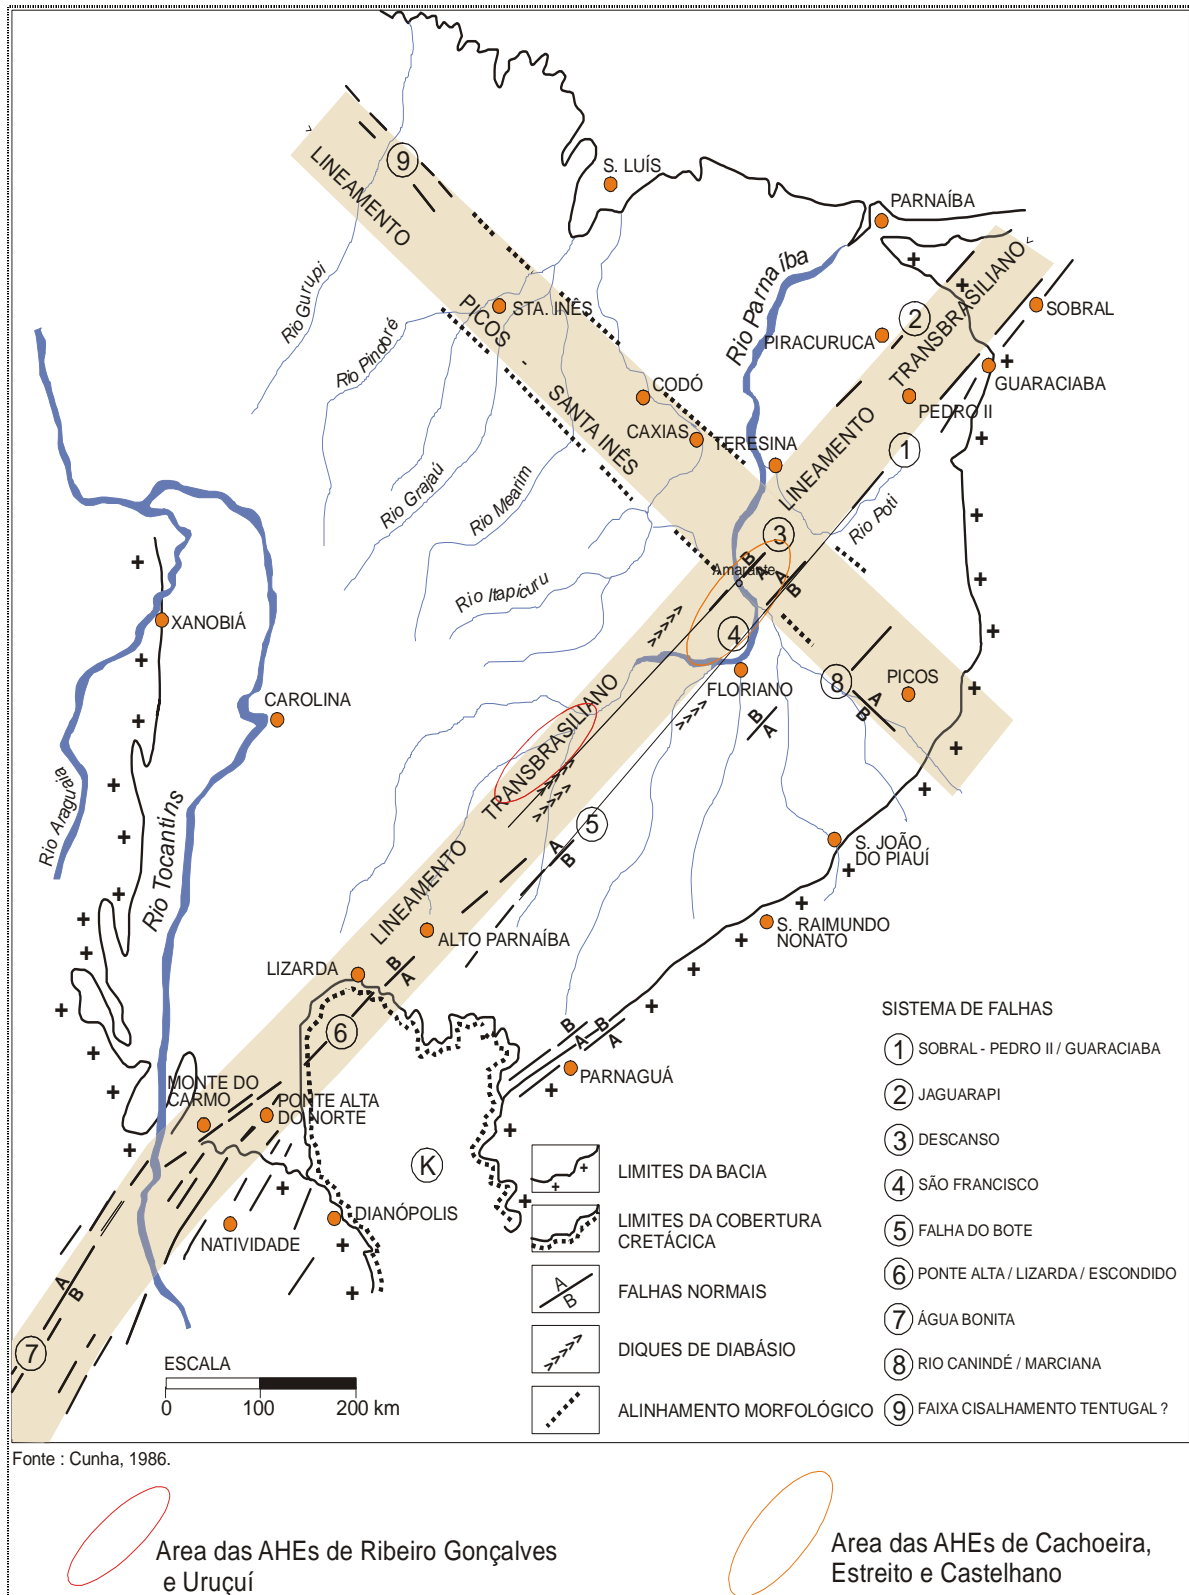 9
LINEAMENTO
PICOS - SANTA INÊS
S. LUÍS
PARNAÍBA
Rio Gurupi
Rio Parnaíba
STA. INÊS
Rio Pindoré
2
TRANSBRASILIANO
SOBRAL
PIRACURUCA
GUARACIABA
CODÓ
PEDRO II
CAXIAS
TERESINA
LINEAMENTO
1
Rio Grajaú
Rio Mearim
Rio Poti
3
B
A
Amarante
A
B
Rio Itapicuru
XANOBIÁ
4
FLORIANO
8
PICOS
A
B
CAROLINA
B
A
TRANSBRASILIANO
Rio Araguaia
Rio Tocantins
5
A
B
S. JOÃO
DO PIAUÍ
LINEAMENTO
ALTO PARNAÍBA
S. RAIMUNDO
NONATO
LIZARDA
B
A
6
B
A
B
A
PARNAGUÁ
MONTE DO
CARMO
PONTE ALTA
DO NORTE
K
DIANÓPOLIS
NATIVIDADE
A
B
7
ESCALA
0 100 200 km
LIMITES DA BACIA
LIMITES DA COBERTURA
CRETÁCICA
A
B
FALHAS NORMAIS
DIQUES DE DIABÁSIO
ALINHAMENTO MORFOLÓGICO
SISTEMA DE FALHAS
1 SOBRAL - PEDRO II / GUARACIABA
2 JAGUARAPI
3 DESCANSO
4 SÃO FRANCISCO
5 FALHA DO BOTE
6 PONTE ALTA / LIZARDA / ESCONDIDO
7 ÁGUA BONITA
8 RIO CANINDÉ / MARCIANA
9 FAIXA CISALHAMENTO TENTUGAL ?
Fonte : Cunha, 1986.
Area das AHEs de Ribeiro Gonçalves
e Uruçuí
Area das AHEs de Cachoeira,
Estreito e Castelhano